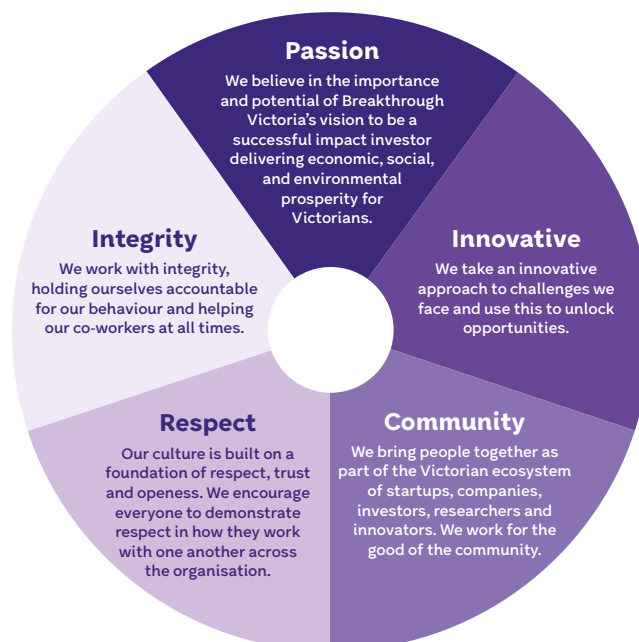 Passion
We believe in the importance
and potential of Breakthrough
Victoria's vision to be a
successful impact investor
delivering economic, social,
and environmental
prosperity for
Victorians.
Innovative
We take an innovative
approach to challenges we
face and use this to unlock
opportunities.
Community
We bring people together as
part of the Victorian ecosystem
of startups, companies,
investors, researchers and
innovators. We work for the
good of the community.
Respect
Our culture is built on a
foundation of respect, trust
and openess. We encourage
everyone to demonstrate
respect in how they work
with one another across
the organisation.
Integrity
We work with integrity,
holding ourselves accountable
for our behaviour and helping
our co-workers at all times.